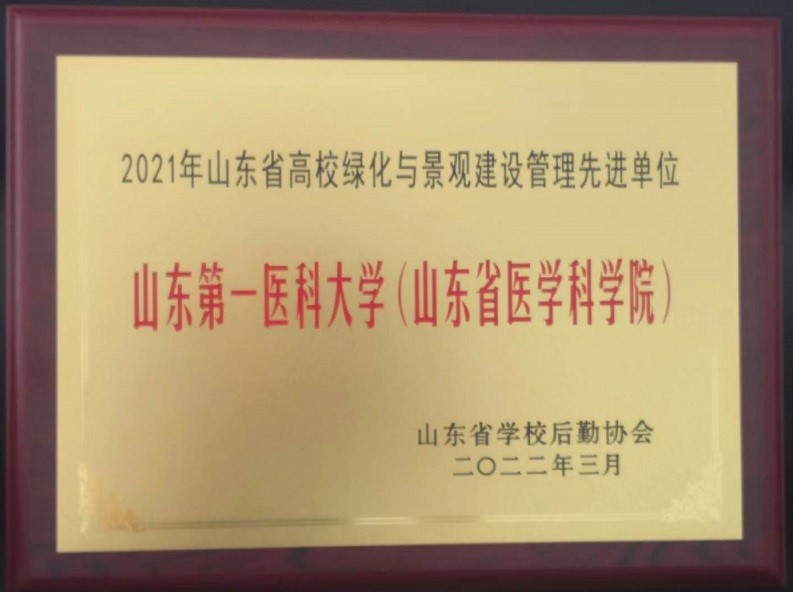 2021年山东省高校绿化与景观建设管理先进单位
山东第一医科大学(山东省医学科学院)
山东省学校后勤协会
二〇二二年三月